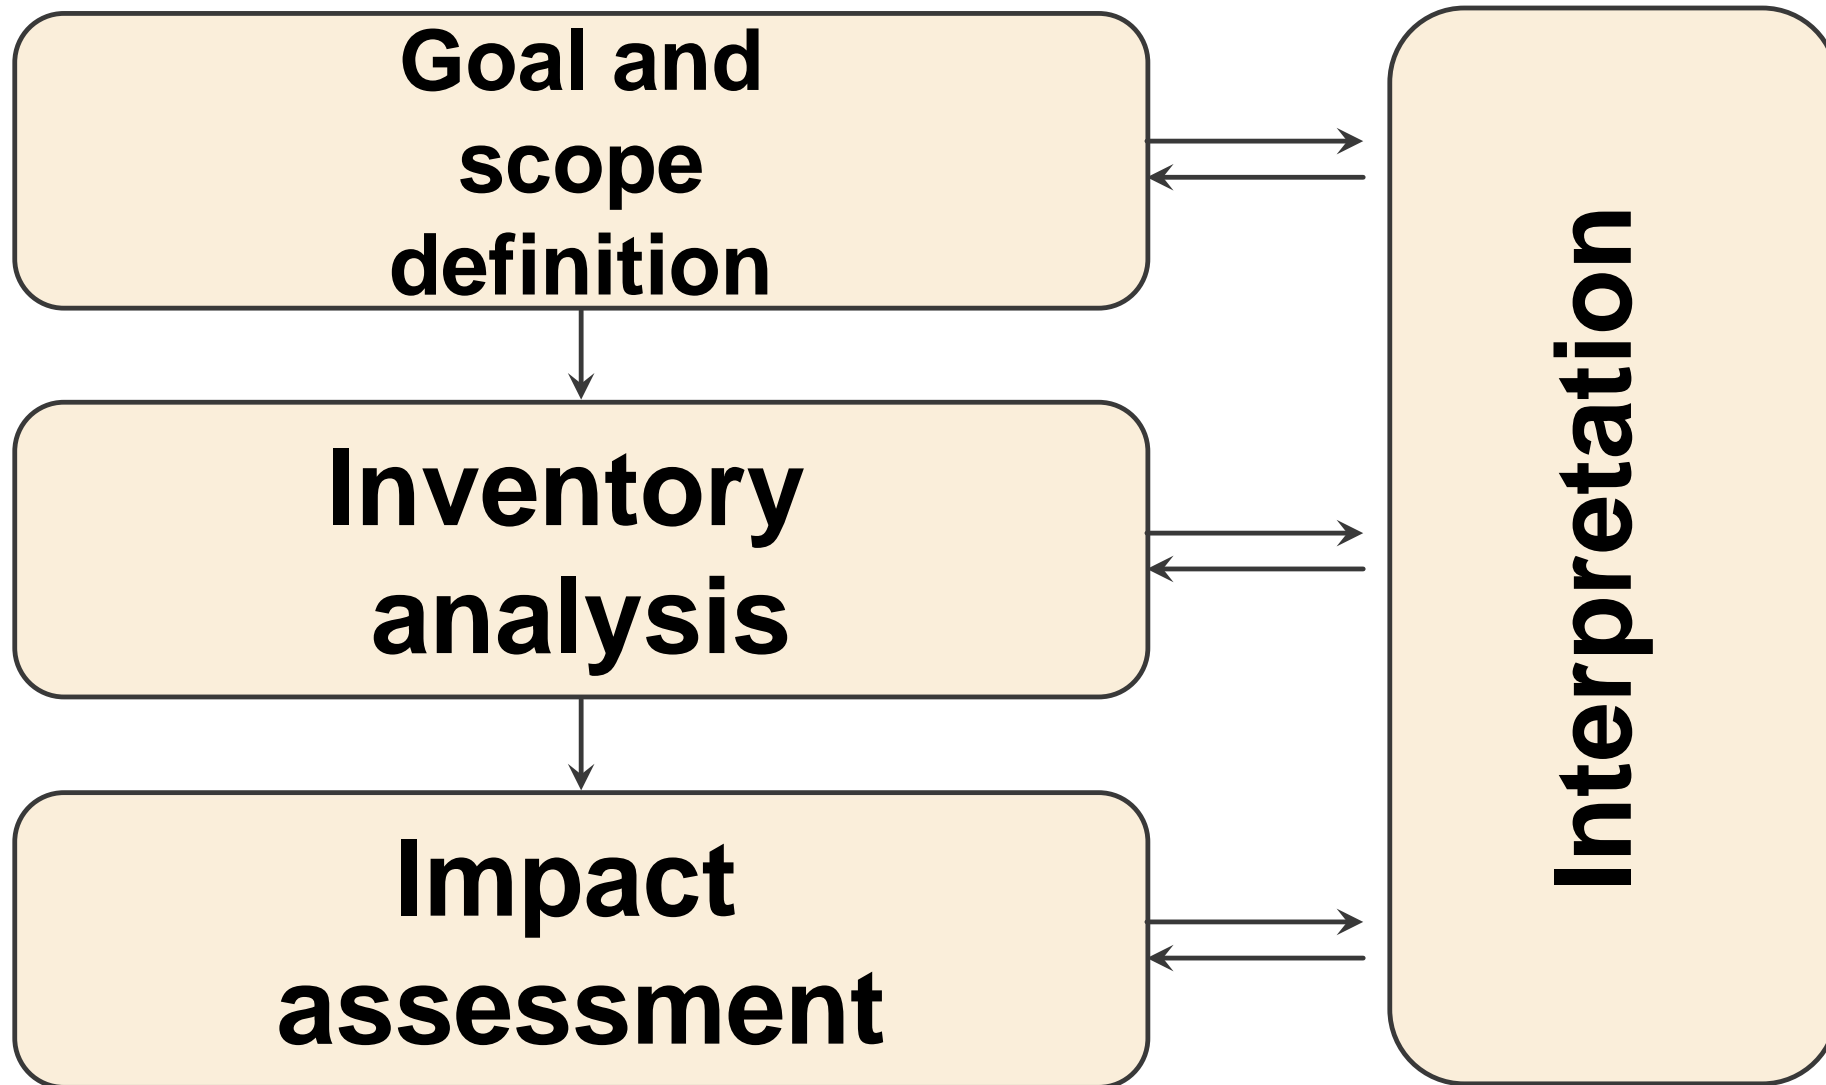 Goal and
scope
definition
Inventory
analysis
Impact
assessment
Interpretation